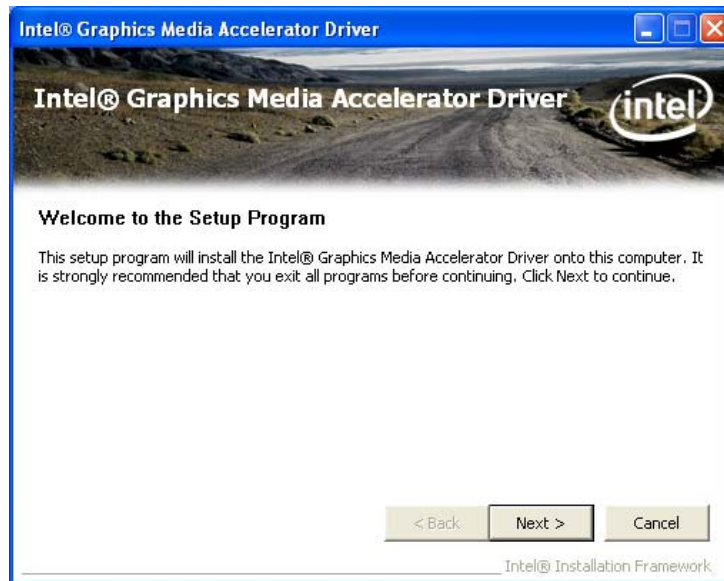 Intel® Graphics Media Accelerator Driver
Intel® Graphics Media Accelerator Driver
intel
Welcome to the Setup Program
This setup program will install the Intel® Graphics Media Accelerator Driver onto this computer. It
is strongly recommended that you exit all programs before continuing. Click Next to continue.
< Back
Next >
Cancel
Intel® Installation Framework